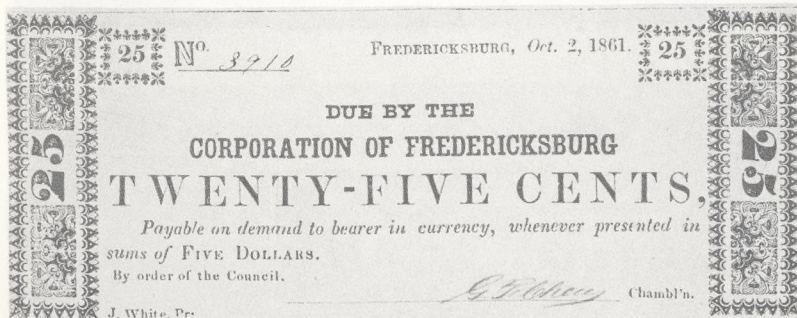 25 No. 3910 FREDERICKSBURG, Oct. 2, 1861. 25
DUE BY THE
CORPORATION OF FREDERICKSBURG
25 TWENTY-FIVE CENTS, 25
Payable on demand to bearer in currency, whenever presented in
sums of FIVE DOLLARS.
By order of the Council.
Chambl'n.
J. White, Pr.